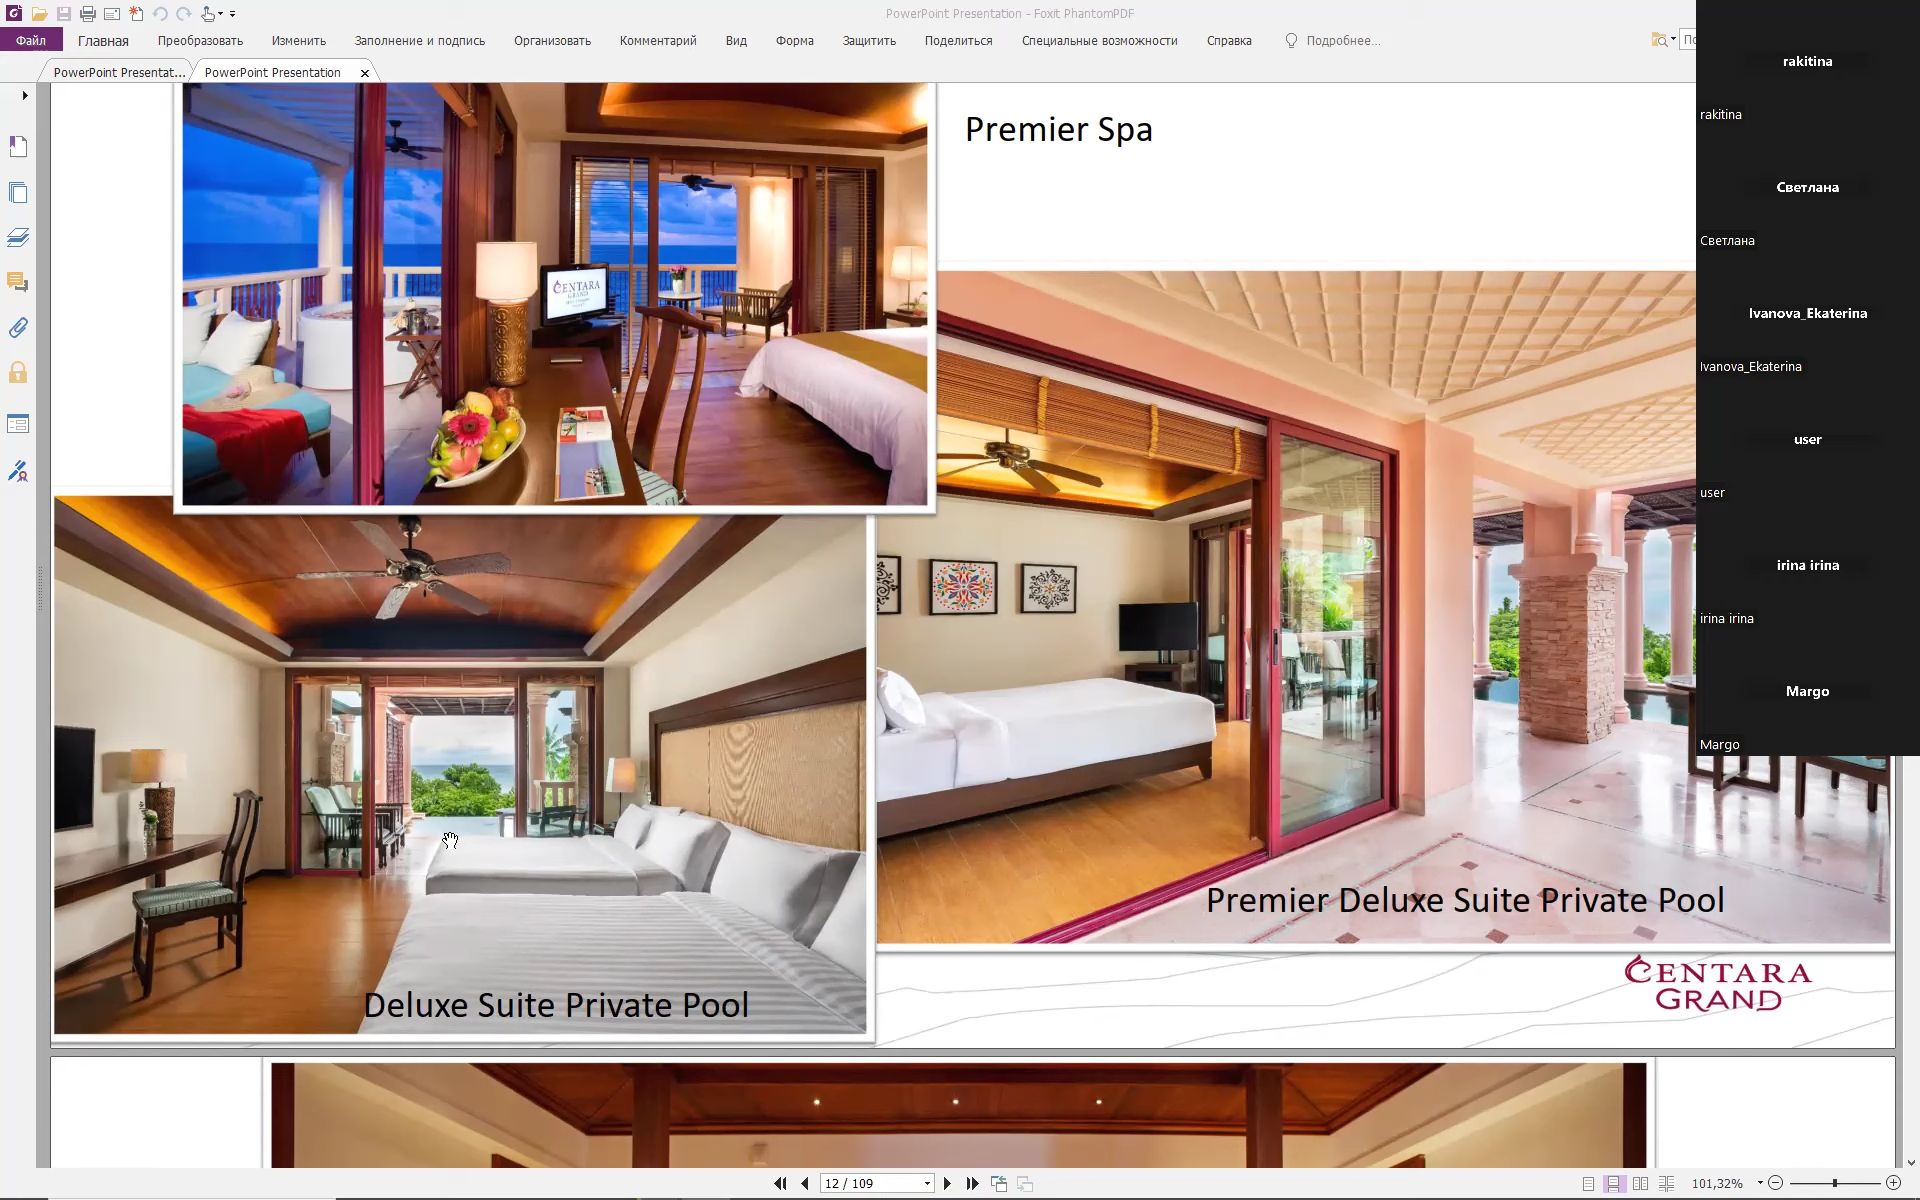 PowerPoint Presentation - Foxit PhantomPDF
Файл Главная Преобразовать Изменить Заполнение и подпись Организовать Комментарий Вид Форма Защитить Поделиться Специальные возможности Справка Подробнее...
PowerPoint Presentat... PowerPoint Presentation
Premier Spa
CENTARA
GRAND
Premier Deluxe Suite Private Pool
Deluxe Suite Private Pool
CENTARA
GRAND
rakitina
rakitina
Светлана
Светлана
Ivanova_Ekaterina
Ivanova_Ekaterina
user
user
irina irina
irina irina
Margo
Margo
12 / 109
101,32%